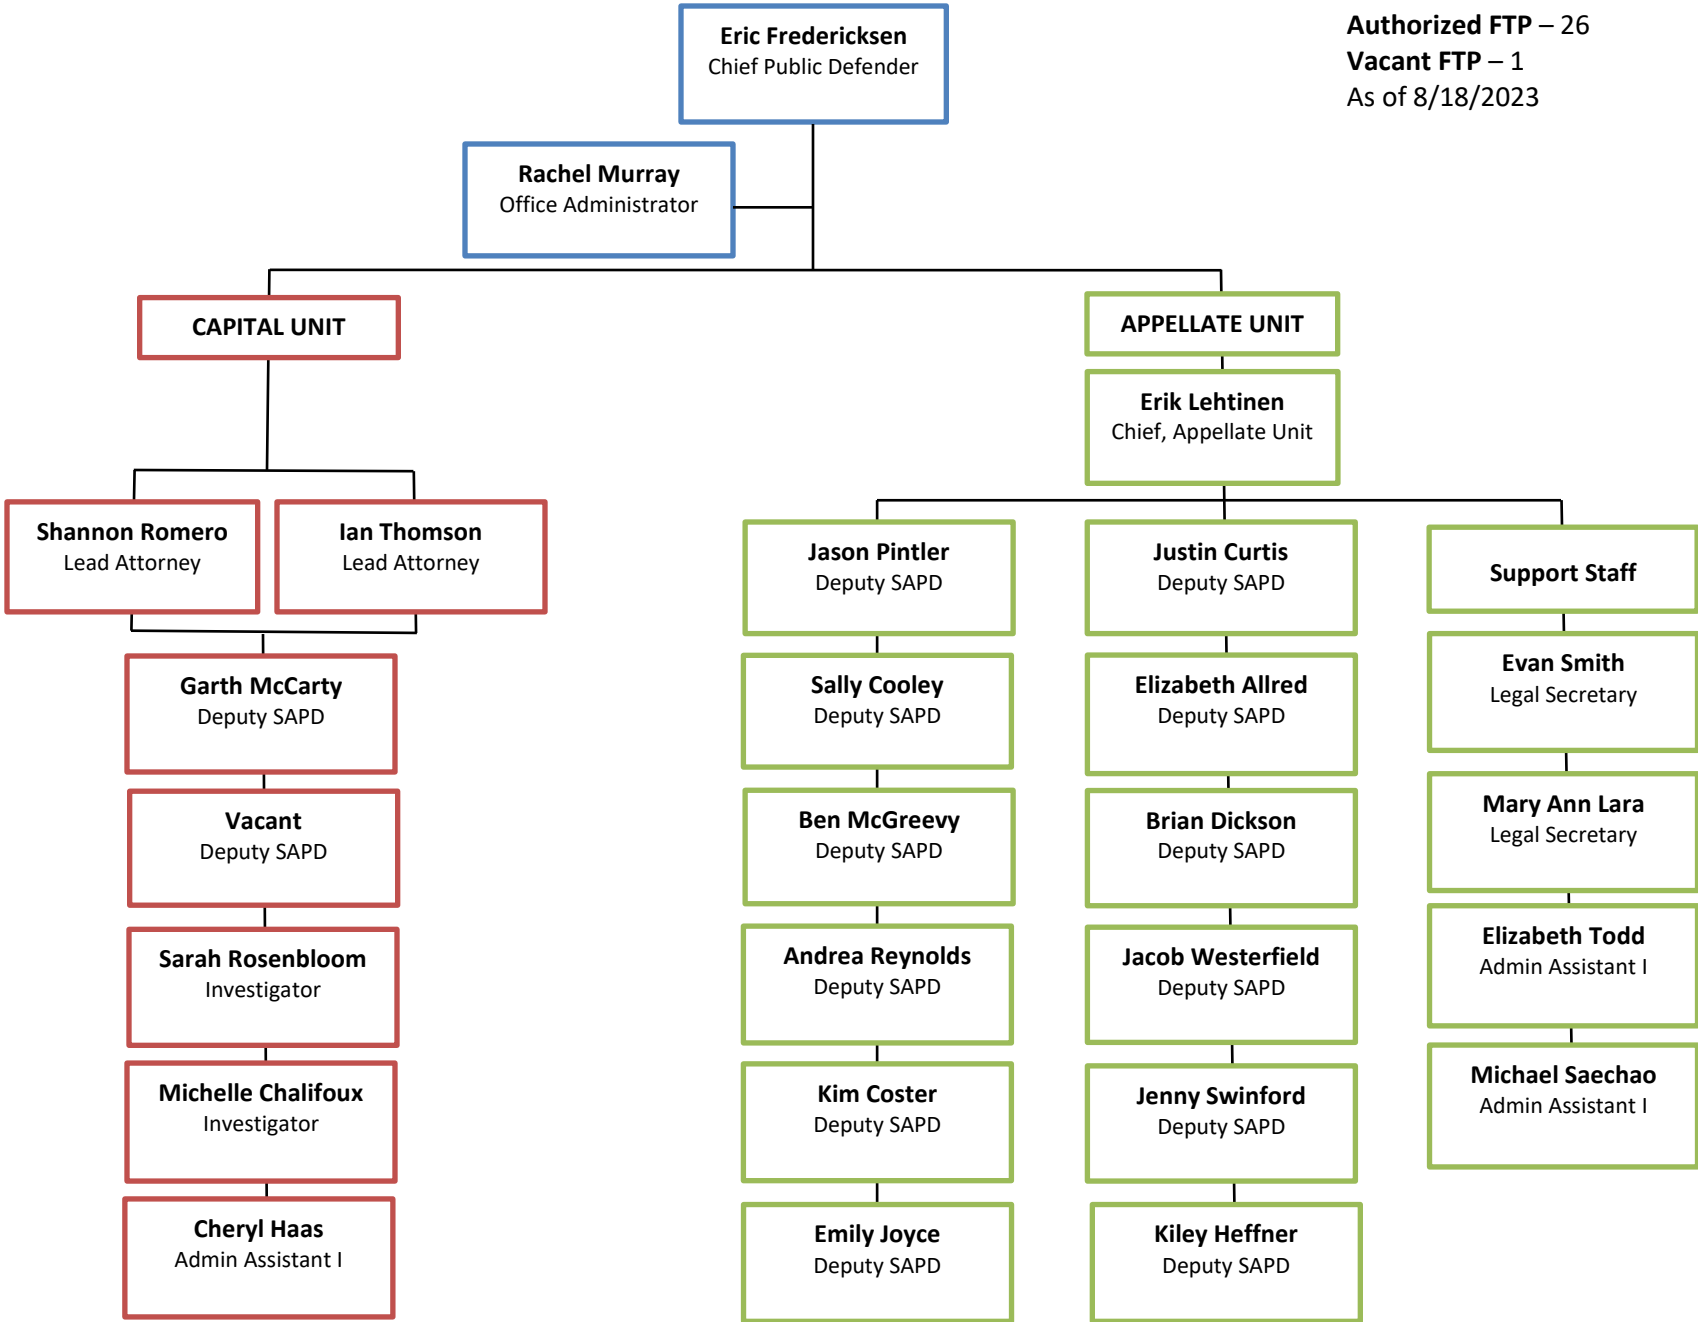 Eric Fredericksen
Chief Public Defender
Authorized FTP – 26
Vacant FTP – 1
As of 8/18/2023
Rachel Murray
Office Administrator
CAPITAL UNIT
APPELLATE UNIT
Erik Lehtinen
Chief, Appellate Unit
Shannon Romero
Lead Attorney
Ian Thomson
Lead Attorney
Garth McCarty
Deputy SAPD
Vacant
Deputy SAPD
Sarah Rosenbloom
Investigator
Michelle Chalifoux
Investigator
Cheryl Haas
Admin Assistant I
Jason Pintler
Deputy SAPD
Sally Cooley
Deputy SAPD
Ben McGreevy
Deputy SAPD
Andrea Reynolds
Deputy SAPD
Kim Coster
Deputy SAPD
Emily Joyce
Deputy SAPD
Justin Curtis
Deputy SAPD
Elizabeth Allred
Deputy SAPD
Brian Dickson
Deputy SAPD
Jacob Westerfield
Deputy SAPD
Jenny Swinford
Deputy SAPD
Kiley Heffner
Deputy SAPD
Support Staff
Evan Smith
Legal Secretary
Mary Ann Lara
Legal Secretary
Elizabeth Todd
Admin Assistant I
Michael Saechao
Admin Assistant I